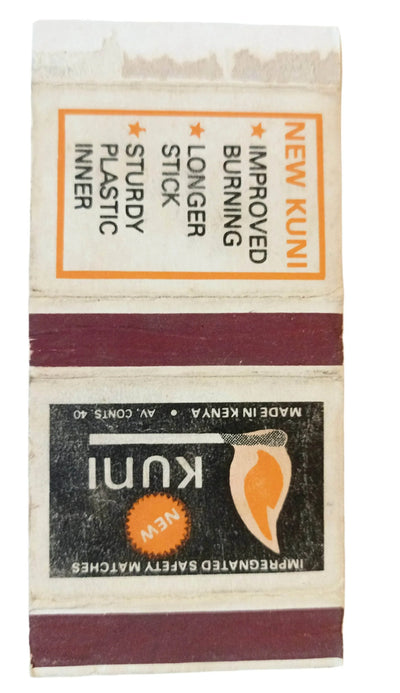 NEW KUNI
★ IMPROVED
BURNING
★ LONGER
STICK
★ STURDY
PLASTIC
INNER
IMPREGNATED SAFETY MATCHES
NEW
KUNI
MADE IN KENYA • AV. CONTS. 40